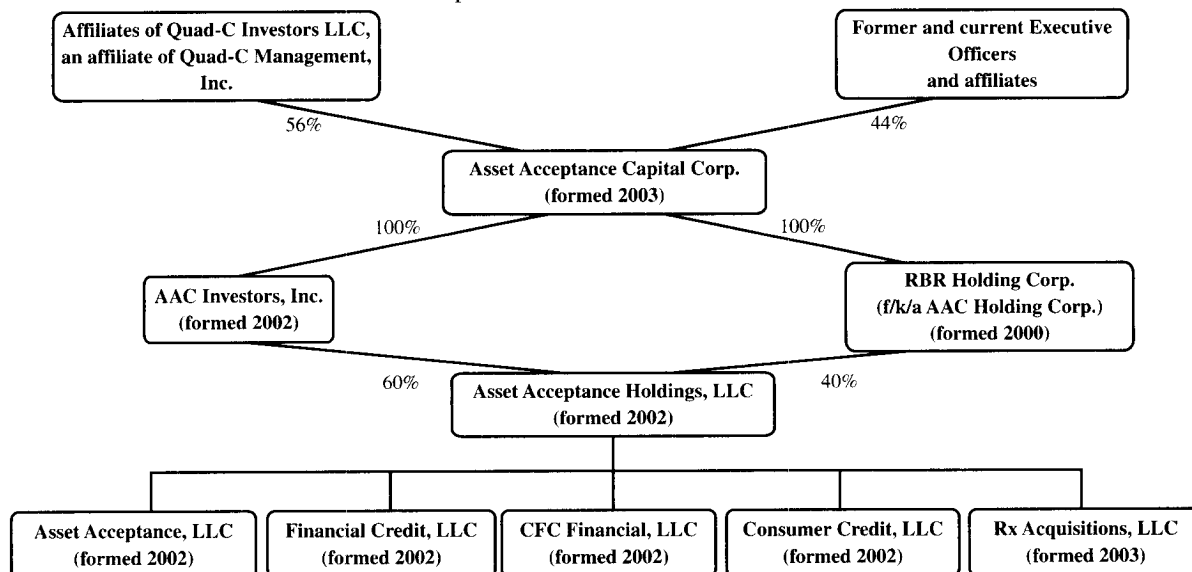 Affiliates of Quad-C Investors LLC,
an affiliate of Quad-C Management,
Inc.
Former and current Executive
Officers
and affiliates
56%
44%
Asset Acceptance Capital Corp.
(formed 2003)
100%
100%
AAC Investors, Inc.
(formed 2002)
RBR Holding Corp.
(f/k/a AAC Holding Corp.)
(formed 2000)
60%
40%
Asset Acceptance Holdings, LLC
(formed 2002)
Asset Acceptance, LLC
(formed 2002)
Financial Credit, LLC
(formed 2002)
CFC Financial, LLC
(formed 2002)
Consumer Credit, LLC
(formed 2002)
Rx Acquisitions, LLC
(formed 2003)